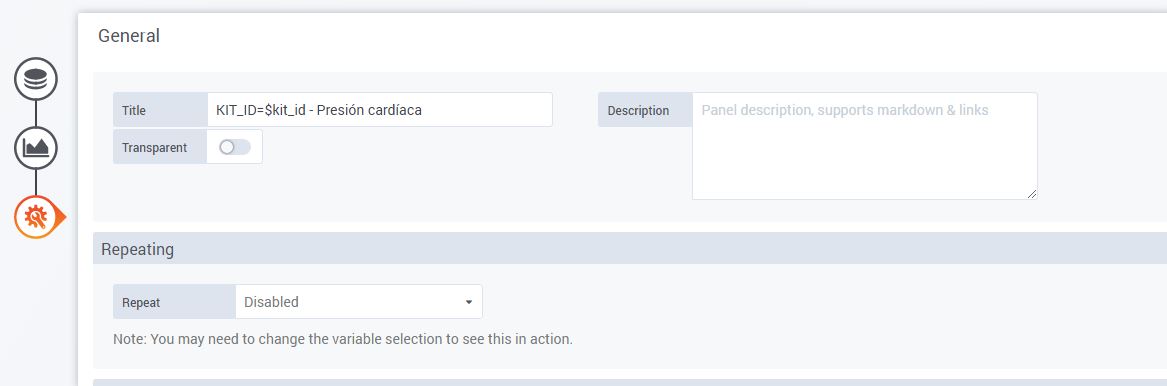 General
Title
KIT_ID=$kit_id - Presión cardíaca
Description
Panel description, supports markdown & links
Transparent
Repeating
Repeat
Disabled
Note: You may need to change the variable selection to see this in action.